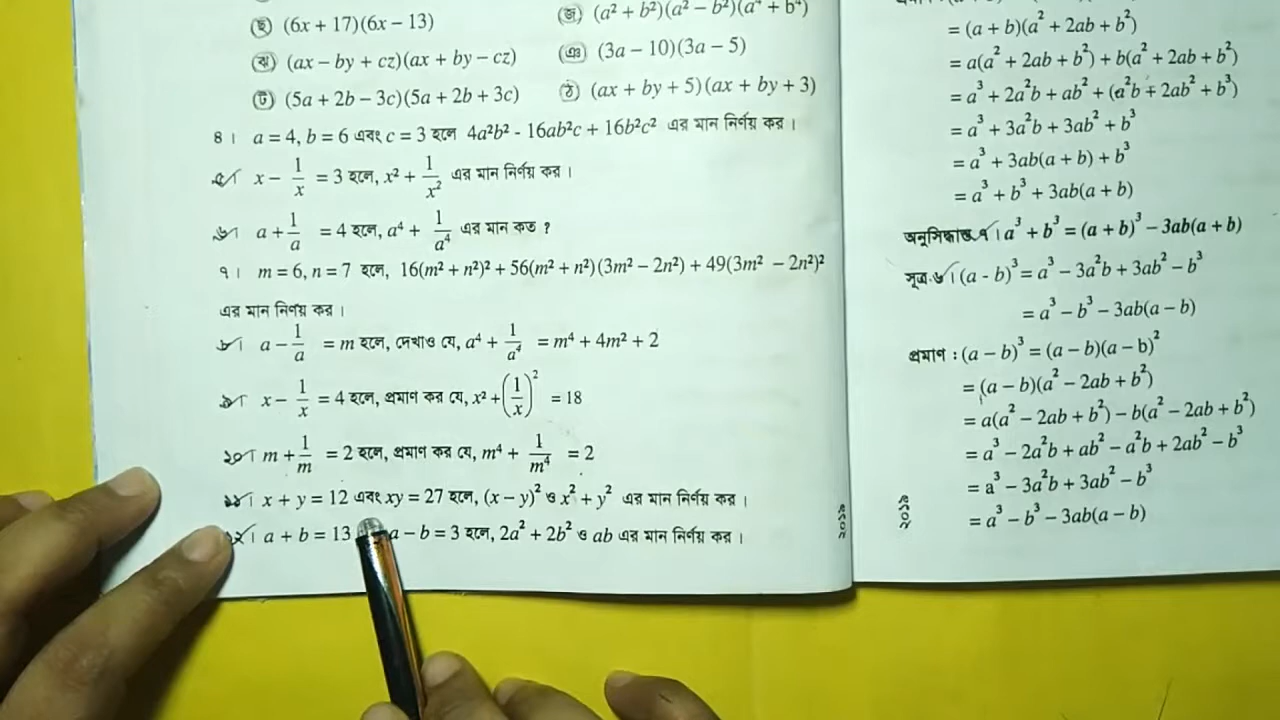 (ছ) (6x + 17)(6x − 13)
(জ) (a² + b²)(a² − b²)(a⁴ + b⁴)
(ঝ) (ax − by + cz)(ax + by − cz)
(ঞ) (3a − 10)(3a − 5)
(ট) (5a + 2b − 3c)(5a + 2b + 3c)
(ঠ) (ax + by + 5)(ax + by + 3)
৪। a = 4, b = 6 এবং c = 3 হলে 4a²b² - 16ab²c + 16b²c² এর মান নির্ণয় কর।
৫। x − 1/x = 3 হলে, x² + 1/x² এর মান নির্ণয় কর।
৬। a + 1/a = 4 হলে, a⁴ + 1/a⁴ এর মান কত ?
৭। m = 6, n = 7 হলে, 16(m² + n²)² + 56(m² + n²)(3m² − 2n²) + 49(3m² − 2n²)²
এর মান নির্ণয় কর।
৮। a − 1/a = m হলে, দেখাও যে, a⁴ + 1/a⁴ = m⁴ + 4m² + 2
৯। x − 1/x = 4 হলে, প্রমাণ কর যে, x² + (1/x)² = 18
১০। m + 1/m = 2 হলে, প্রমাণ কর যে, m⁴ + 1/m⁴ = 2
১১। x + y = 12 এবং xy = 27 হলে, (x − y)² ও x² + y² এর মান নির্ণয় কর।
১২। a + b = 13 a − b = 3 হলে, 2a² + 2b² ও ab এর মান নির্ণয় কর।
২০২৫
= (a + b)(a² + 2ab + b²)
= a(a² + 2ab + b²) + b(a² + 2ab + b²)
= a³ + 2a²b + ab² + (a²b + 2ab² + b³)
= a³ + 3a²b + 3ab² + b³
= a³ + 3ab(a + b) + b³
= a³ + b³ + 3ab(a + b)
অনুসিদ্ধান্ত ৭। a³ + b³ = (a + b)³ − 3ab(a + b)
সূত্র ৬। (a - b)³ = a³ − 3a²b + 3ab² − b³
= a³ − b³ − 3ab(a − b)
প্রমাণ : (a − b)³ = (a − b)(a − b)²
= (a − b)(a² − 2ab + b²)
= a(a² − 2ab + b²) − b(a² − 2ab + b²)
= a³ − 2a²b + ab² − a²b + 2ab² − b³
= a³ − 3a²b + 3ab² − b³
= a³ − b³ − 3ab(a − b)
২০২৫